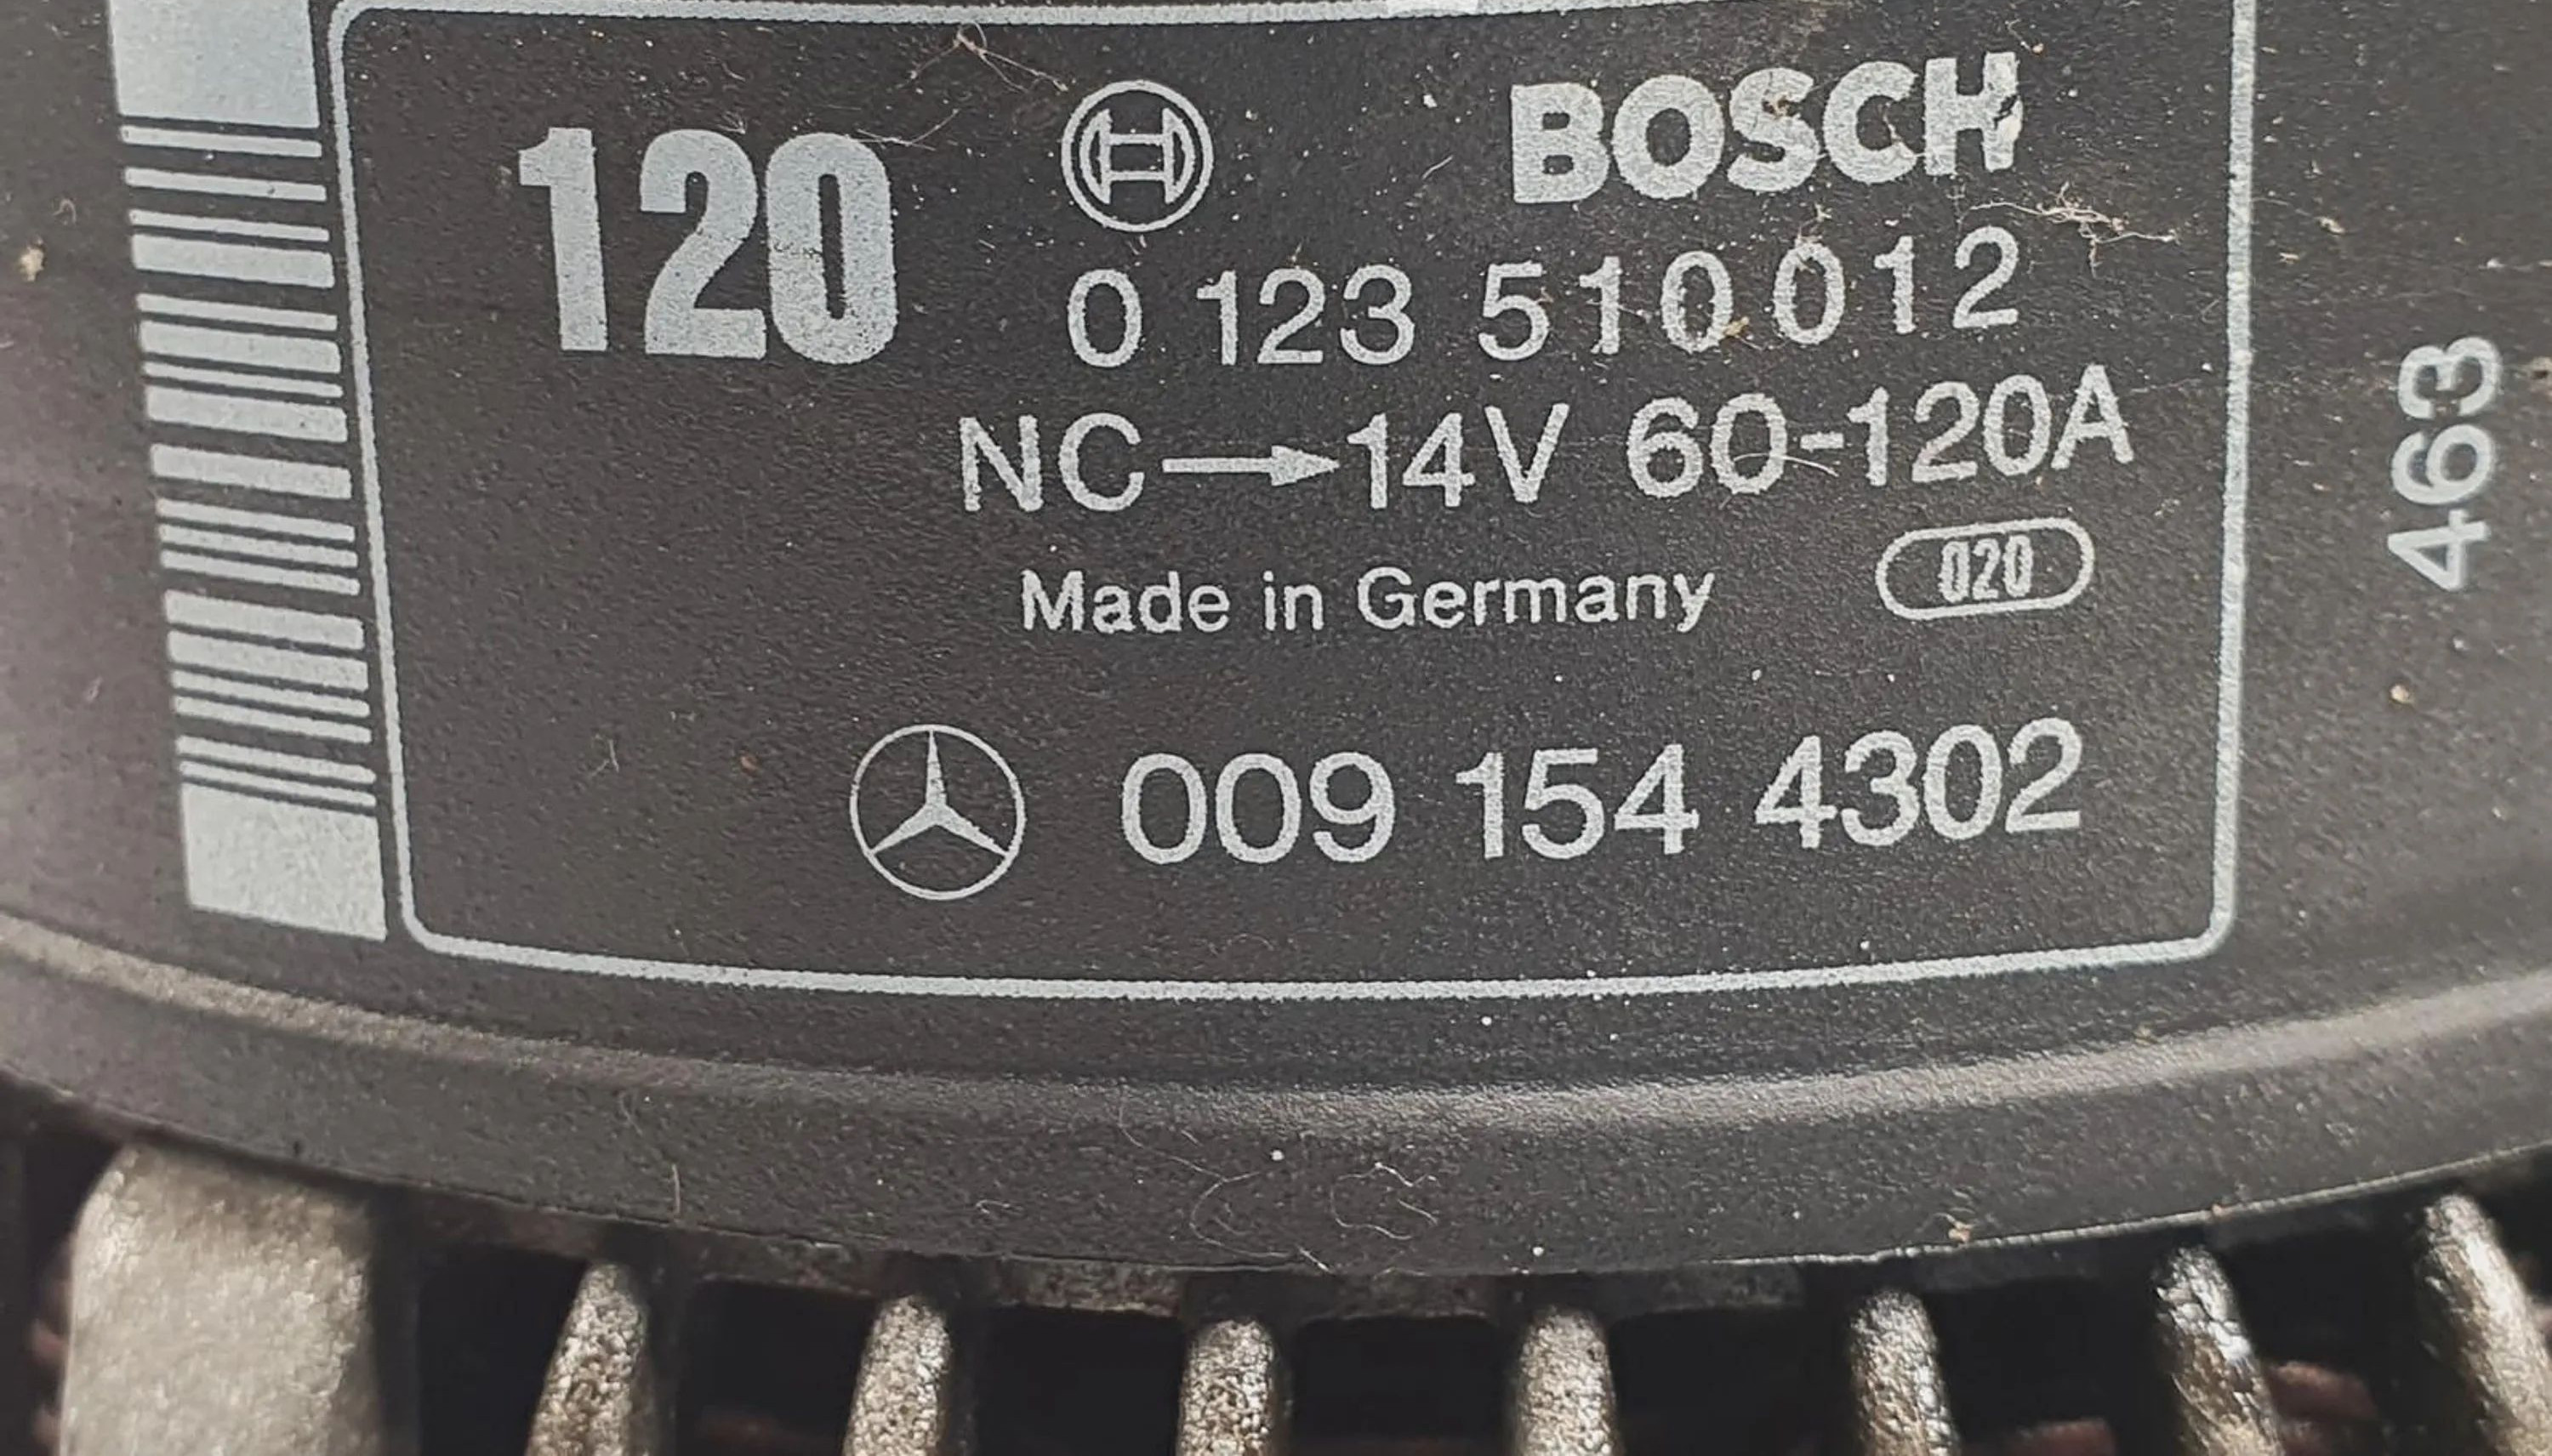 120 BOSCH
0 123 510 012
NC→14V 60-120A
Made in Germany 020
009 154 4302
463